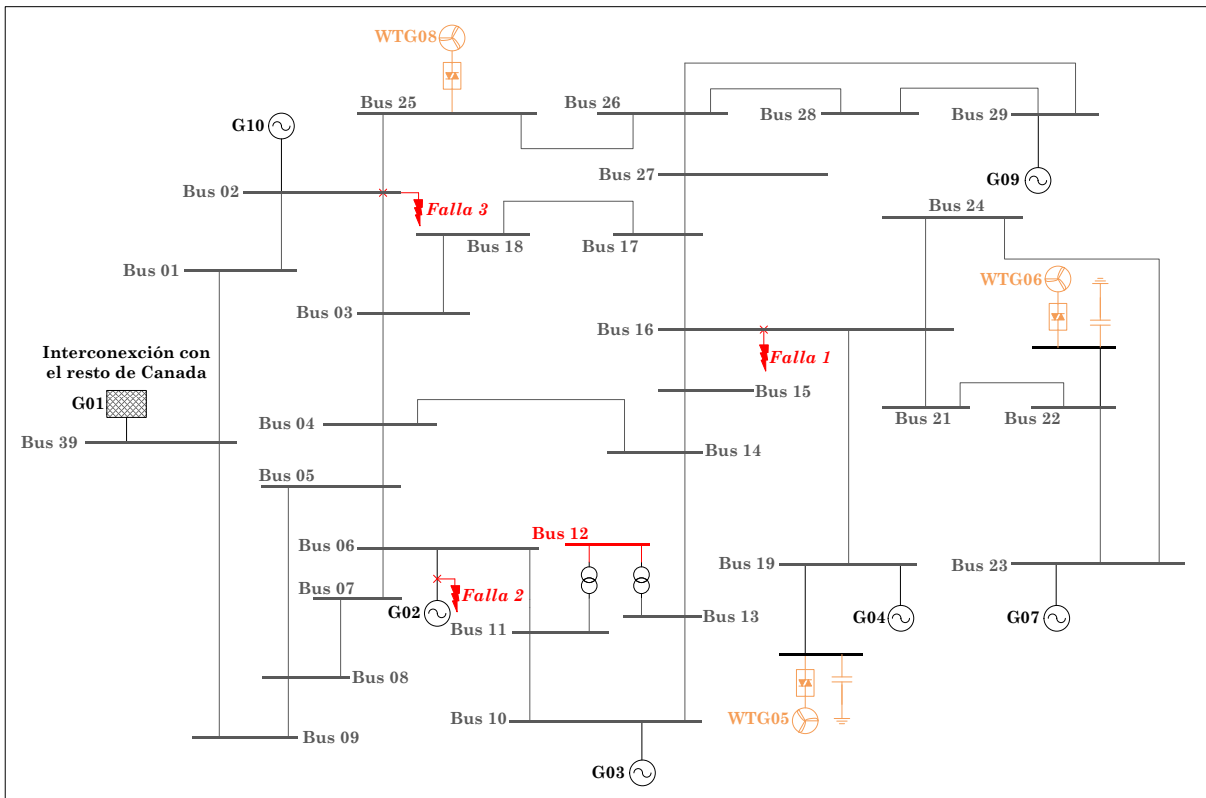 WTG08
Bus 25
Bus 26
Bus 28
Bus 29
G10
Bus 27
Bus 02
G09
Falla 3
Bus 24
Bus 18
Bus 17
Bus 01
WTG06
Bus 03
Bus 16
Falla 1
Interconexción con
el resto de Canada
Bus 15
G01
Bus 04
Bus 21
Bus 22
Bus 39
Bus 14
Bus 05
Bus 12
Bus 06
Bus 19
Bus 23
Bus 07
Falla 2
G02
Bus 11
Bus 13
G04
G07
Bus 08
Bus 10
WTG05
Bus 09
G03